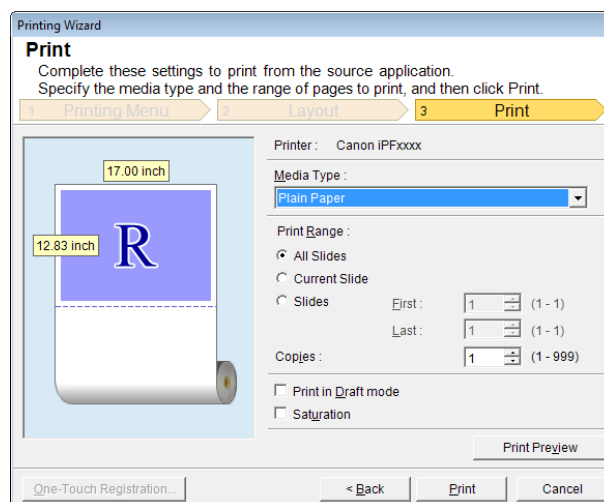 Printing Wizard
Print
Complete these settings to print from the source application.
Specify the media type and the range of pages to print, and then click Print.
1 Printing Menu 2 Layout 3 Print
Printer : Canon iPFxxxx
17.00 inch
Media Type :
Plain Paper
12.83 inch
R
Print Range :
All Slides
Current Slide
Slides First : 1 (1 - 1)
Last : 1 (1 - 1)
Copies : 1 (1 - 999)
Print in Draft mode
Saturation
Print Preview
One-Touch Registration... < Back Print Cancel